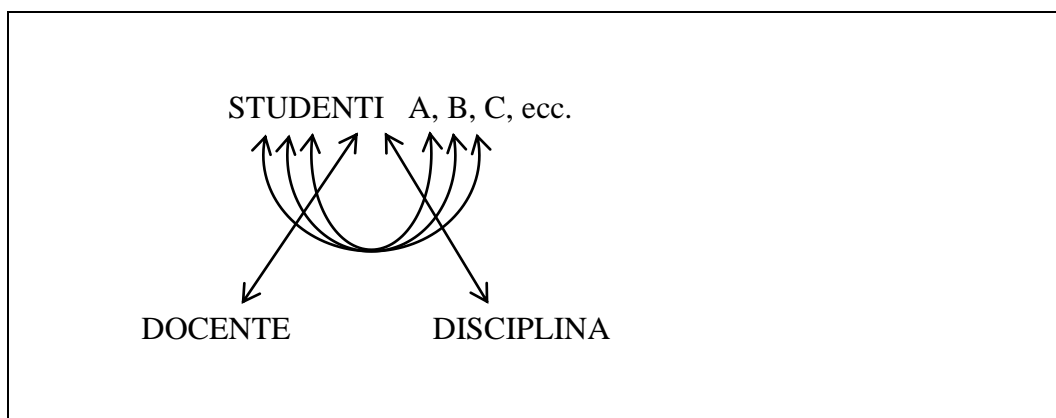 STUDENTI A, B, C, ecc.
DOCENTE DISCIPLINA